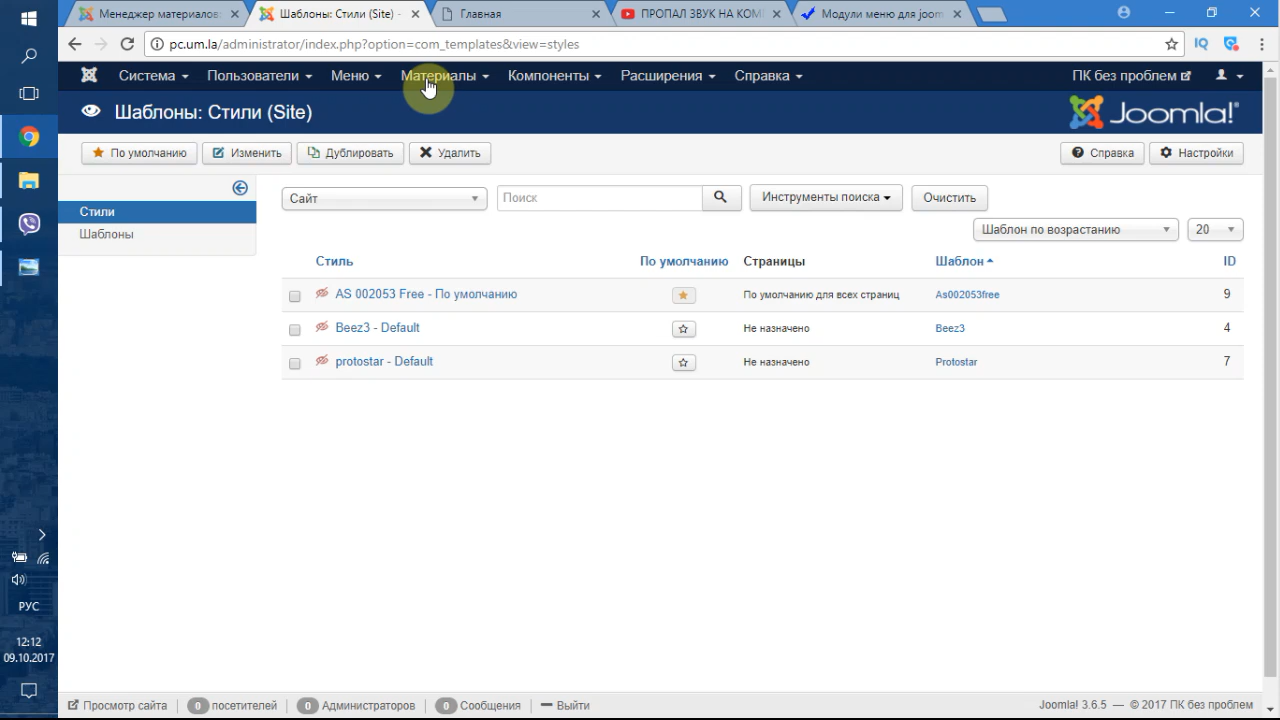 Менеджер материалов
Шаблоны: Стили (Site) -
Главная
ПРОПАЛ ЗВУК НА КОМ
Модули меню для joom
pc.um.la/administrator/index.php?option=com_templates&view=styles
Система Пользователи Меню Материалы Компоненты Расширения Справка ПК без проблем
Шаблоны: Стили (Site) Joomla!®
По умолчанию Изменить Дублировать Удалить Справка Настройки
Стили
Шаблоны
Сайт Поиск Инструменты поиска Очистить
Шаблон по возрастанию 20
Стиль По умолчанию Страницы Шаблон ID
AS 002053 Free - По умолчанию По умолчанию для всех страниц As002053free 9
Beez3 - Default Не назначено Beez3 4
protostar - Default Не назначено Protostar 7
РУС
12:12
09.10.2017
Просмотр сайта 0 посетителей 0 Администраторов 0 Сообщения Выйти Joomla! 3.6.5 — © 2017 ПК без проблем